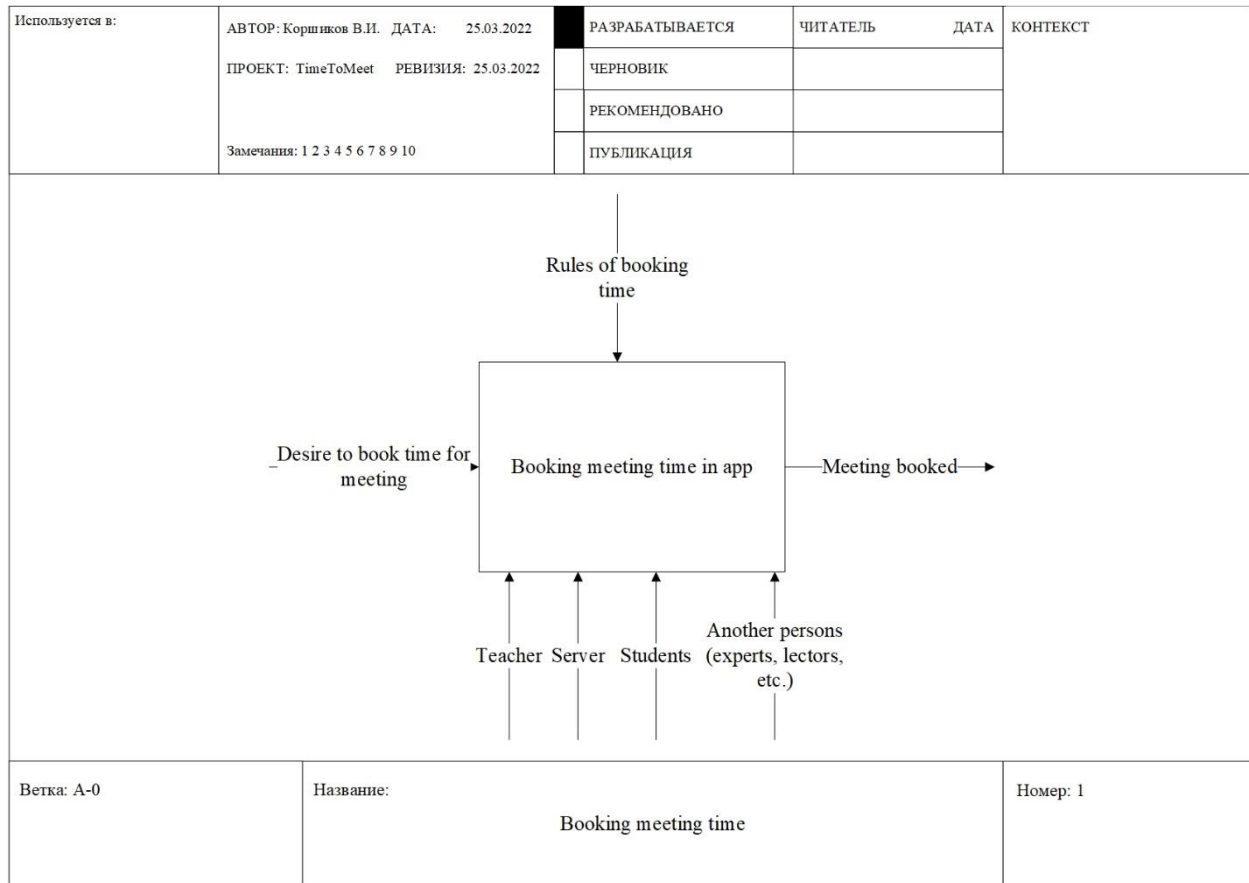 Используется в:
АВТОР: Коршиков В.И. ДАТА: 25.03.2022
ПРОЕКТ: TimeToMeet РЕВИЗИЯ: 25.03.2022
Замечания: 1 2 3 4 5 6 7 8 9 10
РАЗРАБАТЫВАЕТСЯ
ЧЕРНОВИК
РЕКОМЕНДОВАНО
ПУБЛИКАЦИЯ
ЧИТАТЕЛЬ ДАТА
КОНТЕКСТ
Rules of booking
time
Desire to book time for
meeting
Booking meeting time in app
Meeting booked
Teacher
Server
Students
Another persons
(experts, lectors,
etc.)
Ветка: А-0
Название:
Booking meeting time
Номер: 1